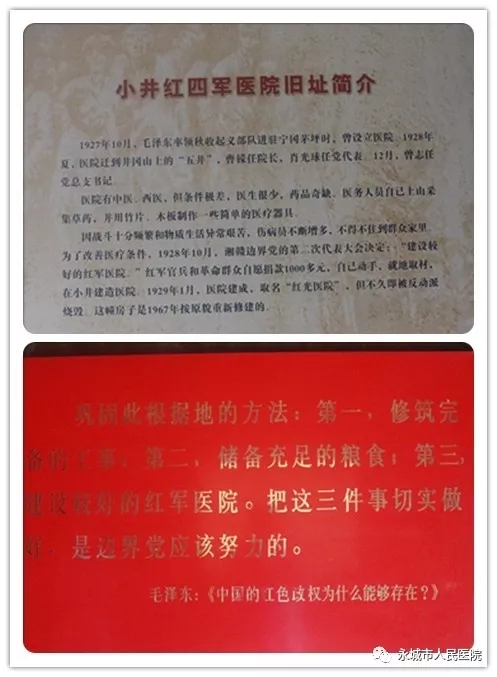 小井红四军医院旧址简介
1927年10月，毛泽东率领秋收起义部队进驻宁冈茅坪时，曾设立医院。1928年
夏，医院迁到井冈山上的“五井”，曹镕任院长，肖光球任党代表。12月，曾志任
党总支书记。
医院有中医、西医，但条件极差，医生很少，药品奇缺。医务人员自己上山采
集草药，并用竹片、木板制作一些简单的医疗器具。
因战斗十分频繁和物质生活异常艰苦，伤病员不断增多，不得不住到群众家里。
为了改善医疗条件，1928年10月，湘赣边界党的第二次代表大会决定：“建设较
好的红军医院。”红军官兵和革命群众自愿捐款1000多元，自己动手，就地取材，
在小井建造医院。1929年1月，医院建成，取名“红光医院”，但不久即被反动派
烧毁。这幢房子是1967年按原貌重新修建的。
巩固此根据地的方法：第一，修筑完
备的工事；第二，储备充足的粮食；第三，
建设较好的红军医院。把这三件事切实做
好，是边界党应该努力的。
毛泽东：《中国的红色政权为什么能够存在？》
永城市人民医院